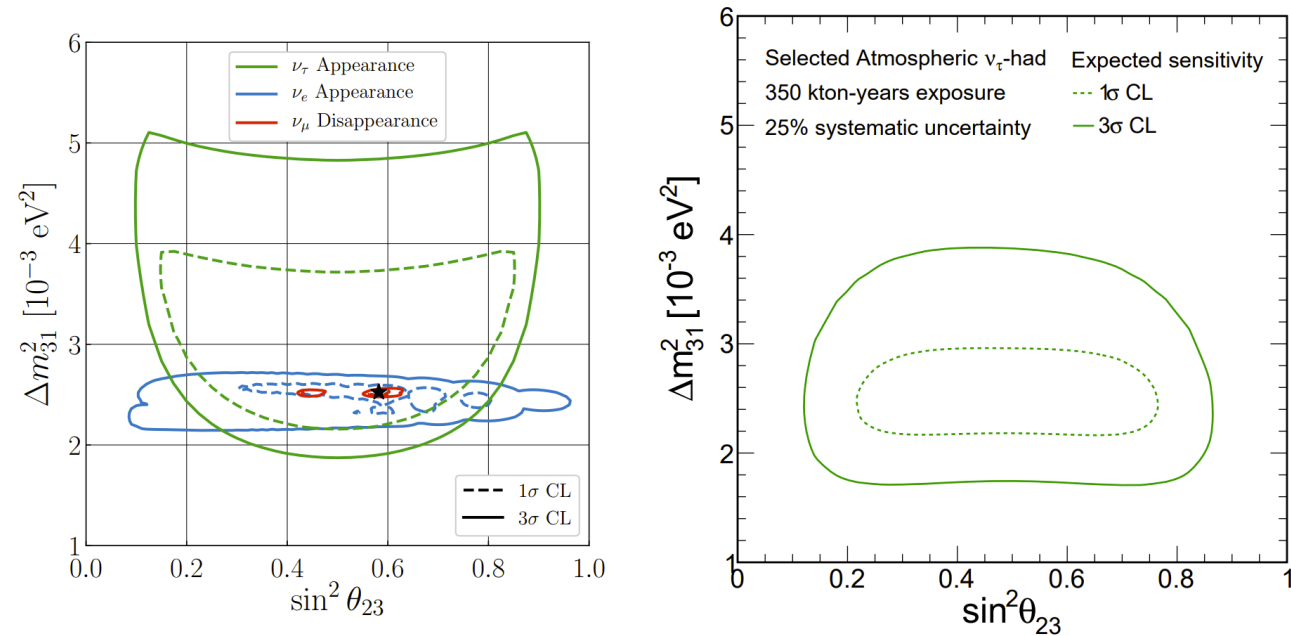 6
5
4
3
2
1
Δm²₃₁ [10⁻³ eV²]
ν_τ Appearance
ν_e Appearance
ν_μ Disappearance
1σ CL
3σ CL
0.0 0.2 0.4 0.6 0.8 1.0
sin² θ₂₃
6
5
4
3
2
1
Δm²₃₁ [10⁻³ eV²]
Selected Atmospheric ν_τ-had
350 kton-years exposure
25% systematic uncertainty
Expected sensitivity
1σ CL
3σ CL
0 0.2 0.4 0.6 0.8 1
sin²θ₂₃